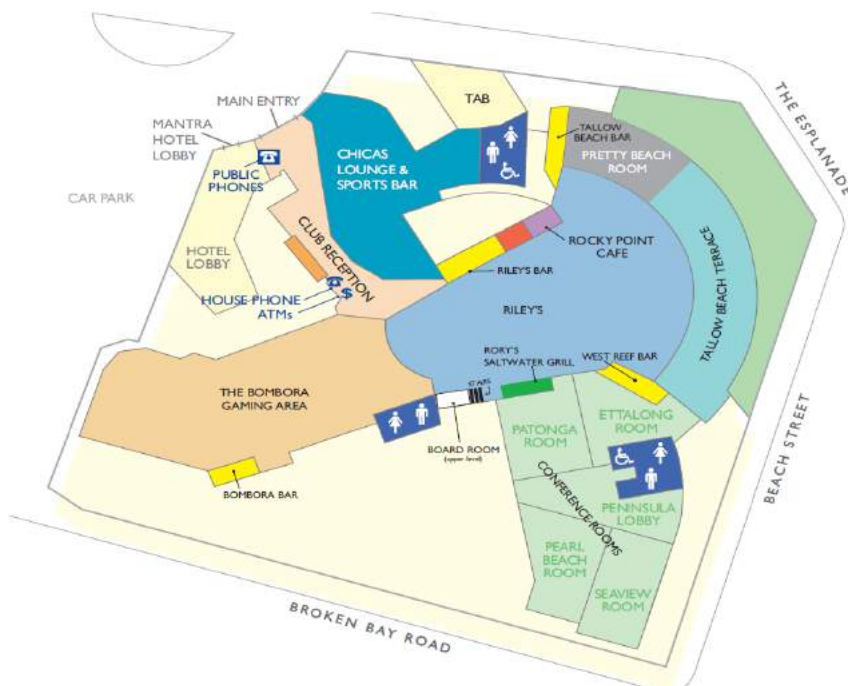 THE ESPLANADE
MAIN ENTRY
TAB
MANTRA
HOTEL
LOBBY
TALLOW
BEACH BAR
PUBLIC
PHONES
CHICAS
LOUNGE &
SPORTS BAR
PRETTY BEACH
ROOM
CAR PARK
HOTEL
LOBBY
CLUB RECEPTION
ROCKY POINT
CAFE
RILEY'S BAR
TALLOW BEACH TERRACE
HOUSE PHONE
ATMs
$
RILEY'S
RORY'S
SALTWATER GRILL
WEST REEF BAR
STAIRS
THE BOMBORA
GAMING AREA
BOARD ROOM
(upper level)
PATONGA
ROOM
ETTALONG
ROOM
BOMBORA BAR
CONFERENCE ROOMS
PENINSULA
LOBBY
PEARL
BEACH
ROOM
SEAVIEW
ROOM
BEACH STREET
BROKEN BAY ROAD